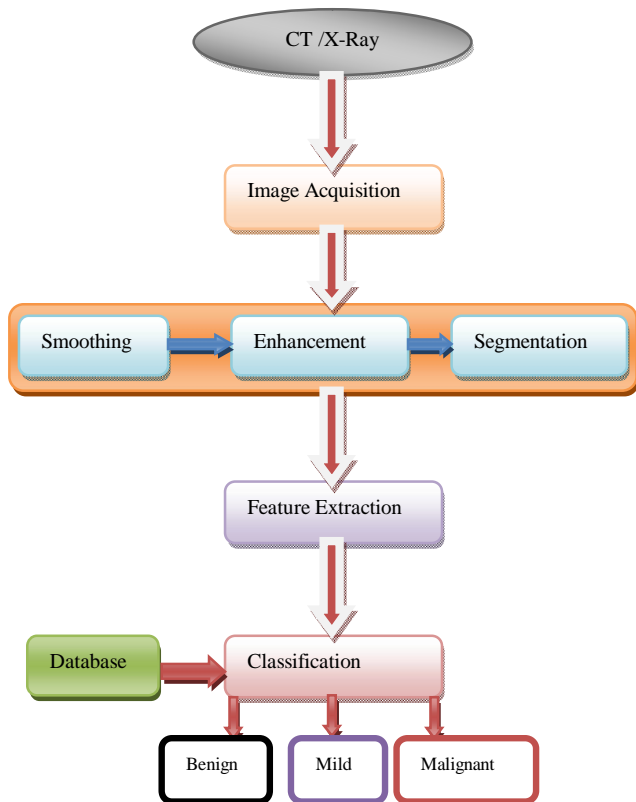 CT /X-Ray
Image Acquisition
Smoothing
Enhancement
Segmentation
Feature Extraction
Database
Classification
Benign
Mild
Malignant